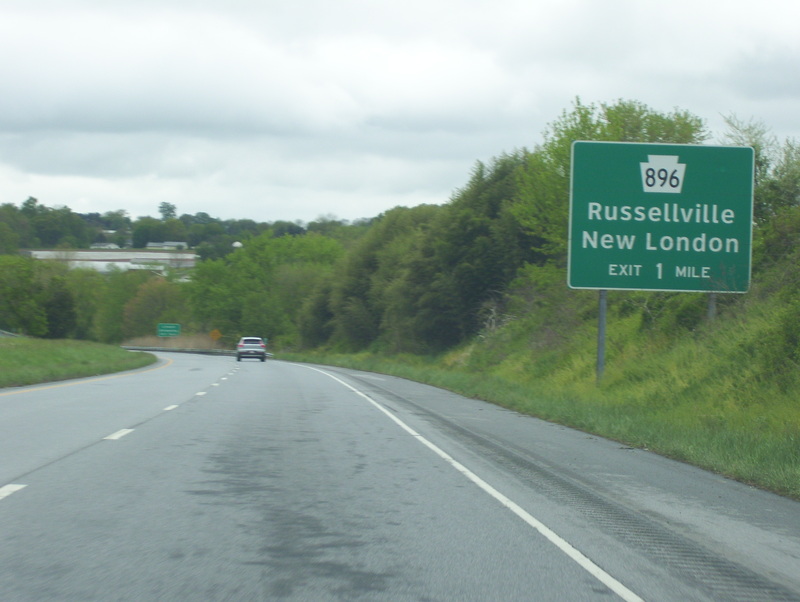 896
Russellville
New London
EXIT 1 MILE